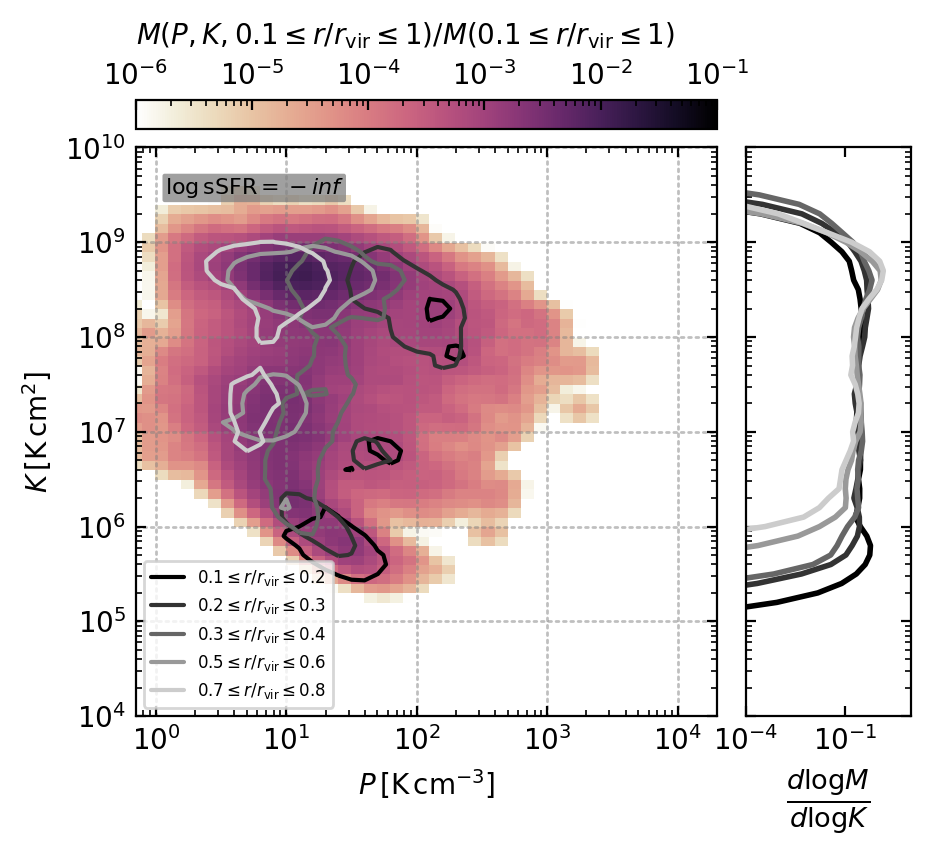 M(P, K, 0.1 ≤ r/r_vir ≤ 1)/M(0.1 ≤ r/r_vir ≤ 1)
10^−6 10^−5 10^−4 10^−3 10^−2 10^−1
10^10
log sSFR = −inf
10^9
10^8
10^7
10^6
10^5
10^4
K [K cm^2]
0.1 ≤ r/r_vir ≤ 0.2
0.2 ≤ r/r_vir ≤ 0.3
0.3 ≤ r/r_vir ≤ 0.4
0.5 ≤ r/r_vir ≤ 0.6
0.7 ≤ r/r_vir ≤ 0.8
10^0 10^1 10^2 10^3 10^4 10^−4 10^−1
P [K cm^−3]
dlogM
dlogK